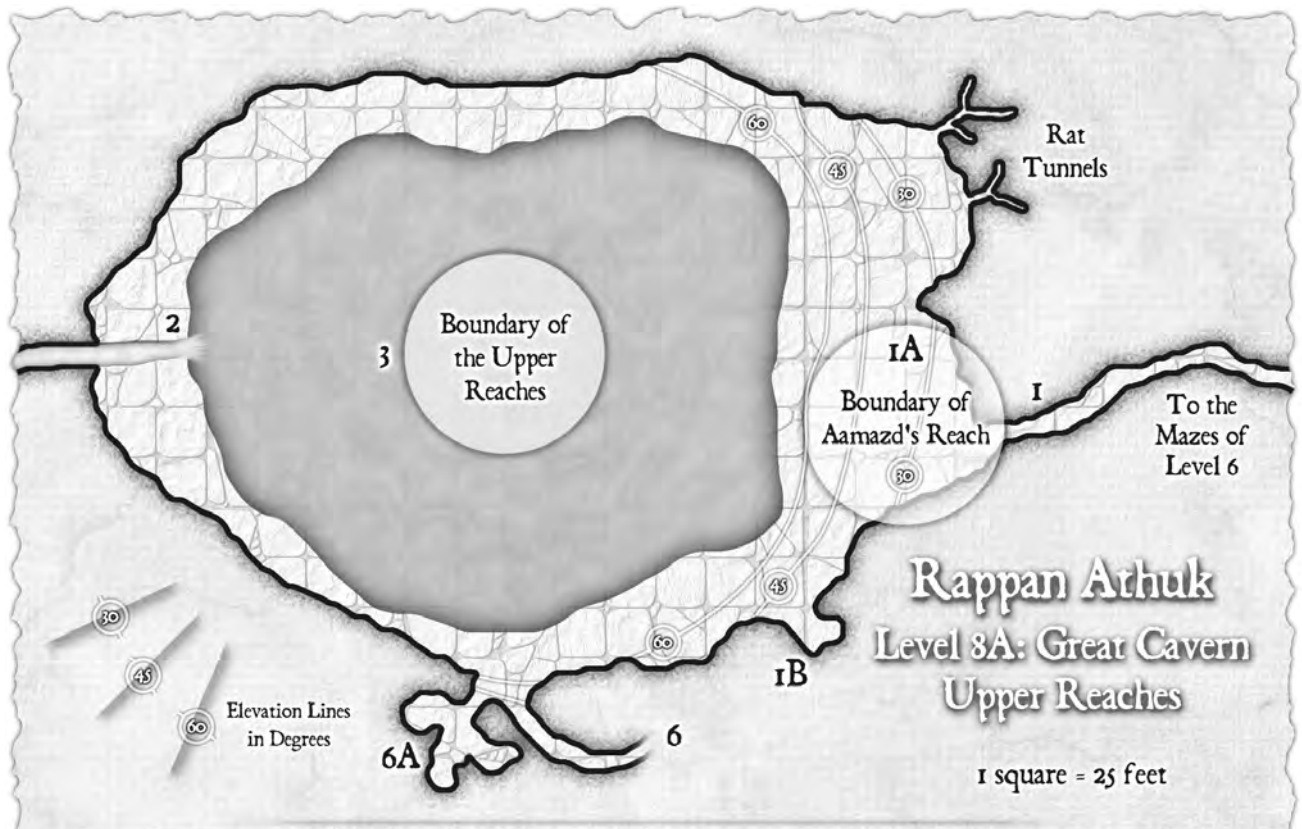 60
45
30
Rat
Tunnels
2
3
Boundary of
the Upper
Reaches
1A
Boundary of
Aamazd's Reach
30
1
To the
Mazes of
Level 6
45
60
1B
6
6A
30
45
60
Elevation Lines
in Degrees
Rappan Athuk
Level 8A: Great Cavern
Upper Reaches
1 square = 25 feet